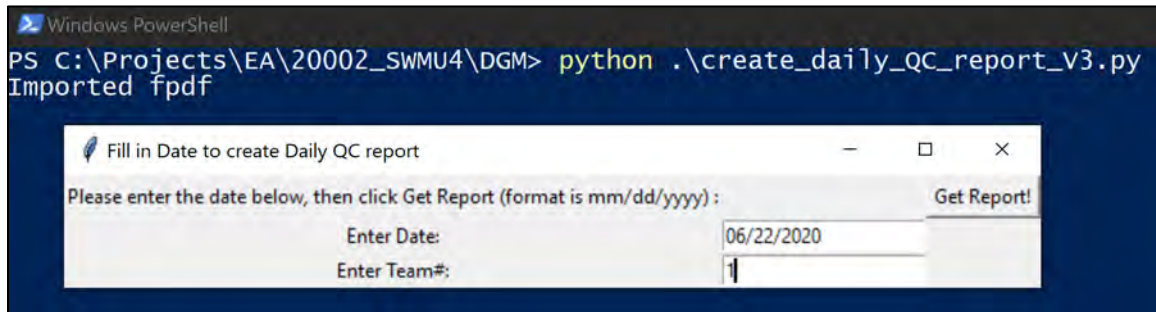 Windows PowerShell
PS C:\Projects\EA\20002_SWMU4\DGM> python .\create_daily_QC_report_V3.py
Imported fpdf
Fill in Date to create Daily QC report
Please enter the date below, then click Get Report (format is mm/dd/yyyy) : Get Report!
Enter Date: 06/22/2020
Enter Team#: 1